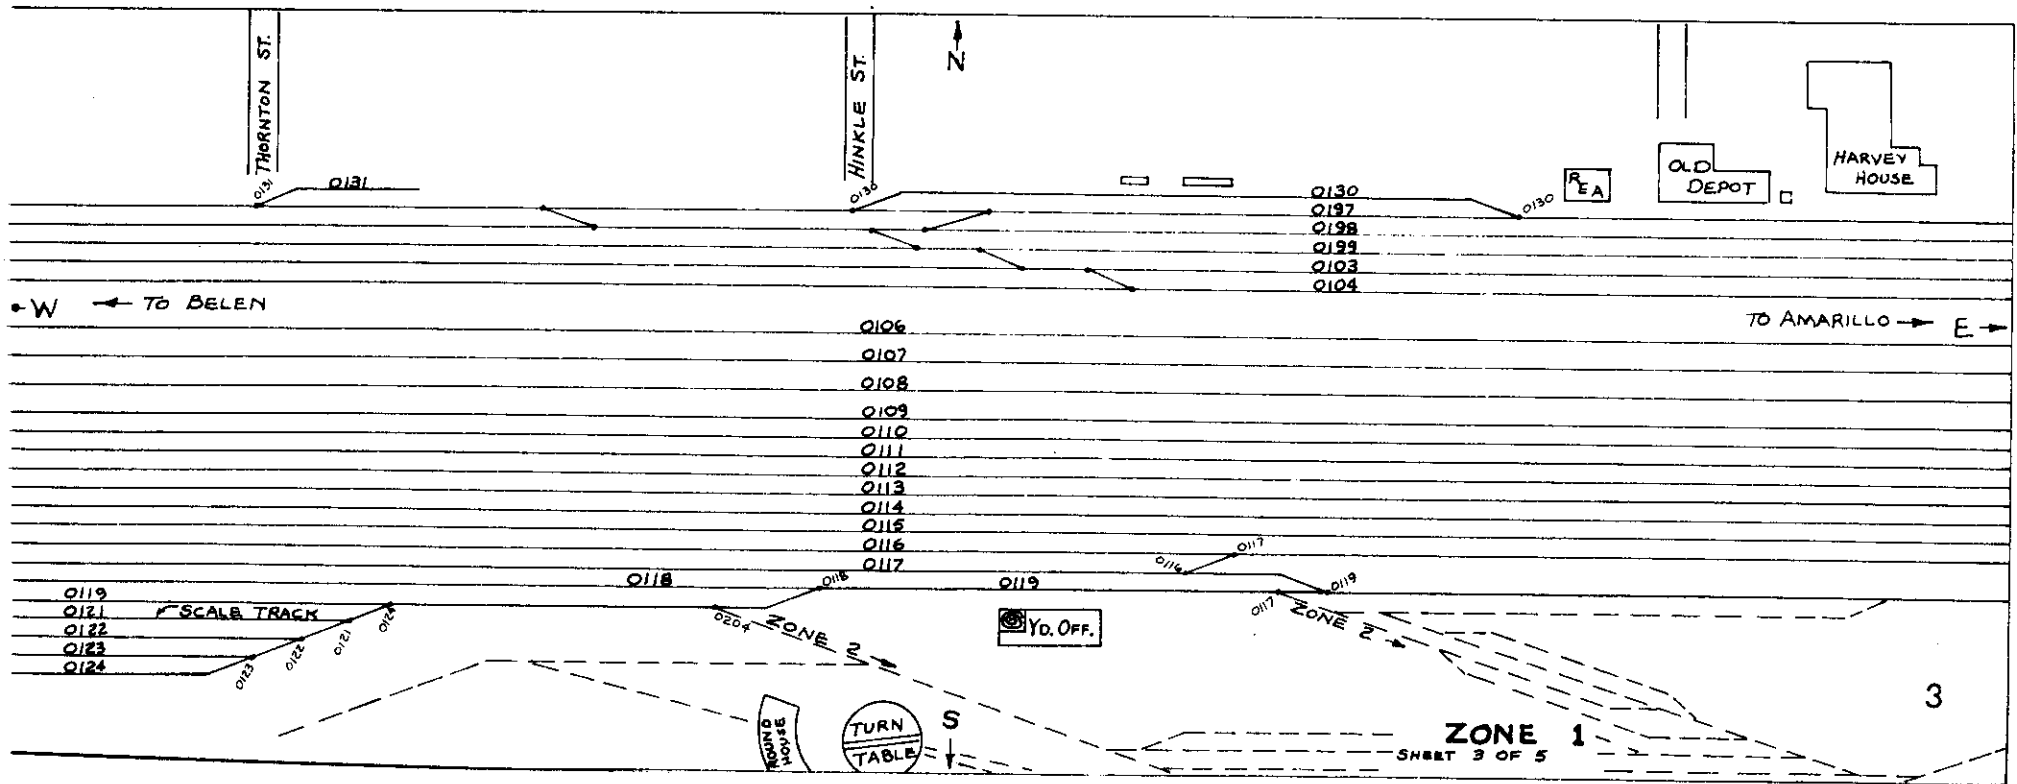 THORNTON ST.
HINKLE ST.
N
HARVEY
HOUSE
OLD
DEPOT
REA
0131
0131
0130
0130
0130
0197
0198
0199
0103
0104
W ← TO BELEN
TO AMARILLO → E →
0106
0107
0108
0109
0110
0111
0112
0113
0114
0115
0116
0117
0117
0116
0118
0118
0119
0119
0119
0121
SCALE TRACK
0122
0123
0124
0124
0121
0122
0123
0204
ZONE 2
YD. OFF.
0117
ZONE 2
3
ROUND
HOUSE
TURN
TABLE
S
ZONE 1
SHEET 3 OF 5